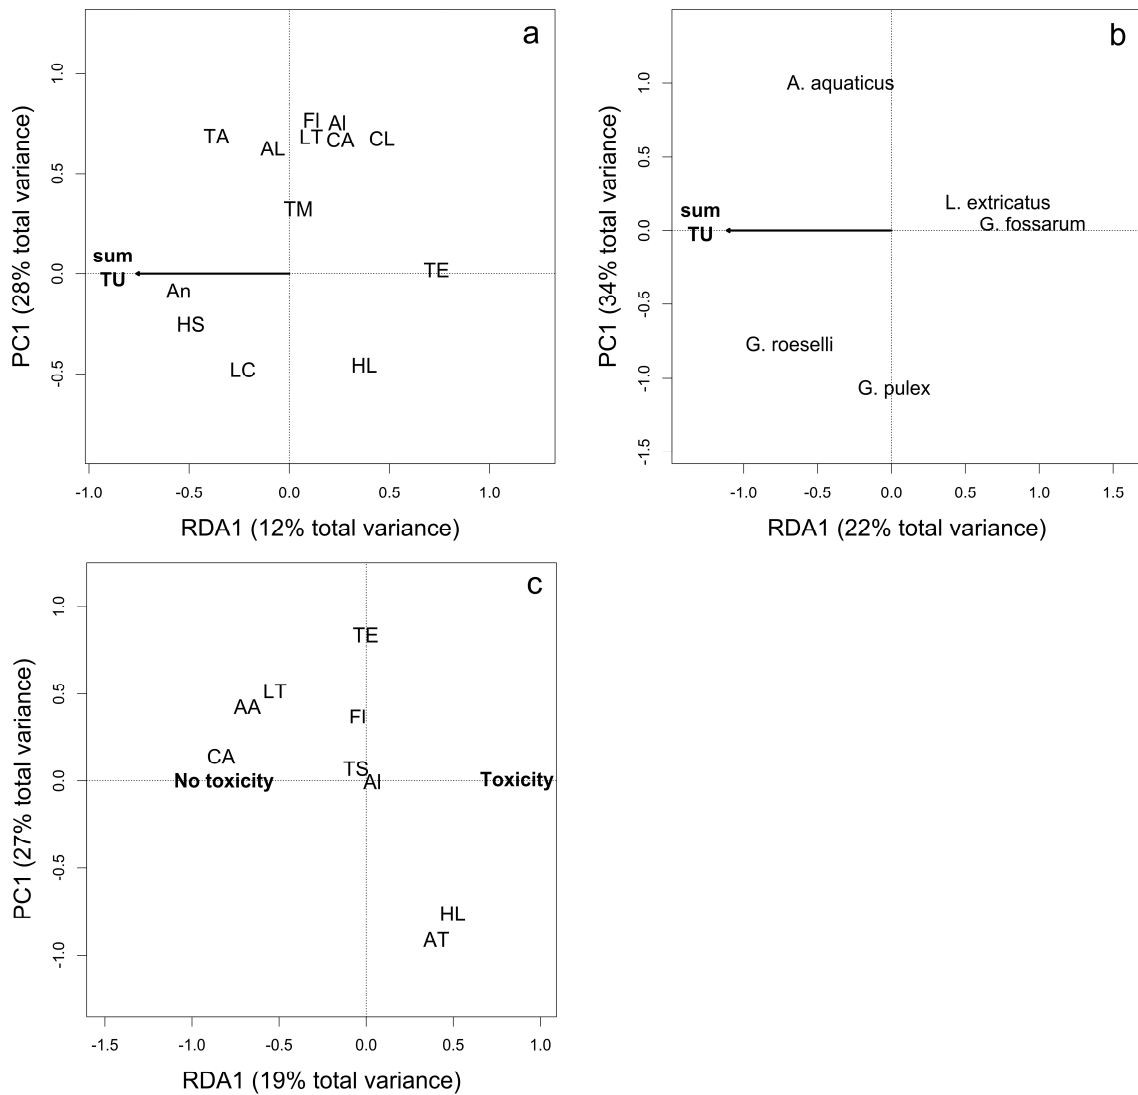 a
PC1 (28% total variance)
1.0
0.5
0.0
-0.5
FI
AI
TA
LT
CA
CL
AL
TM
sum
TU
TE
An
HS
LC
HL
-1.0
-0.5
0.0
0.5
1.0
RDA1 (12% total variance)
b
PC1 (34% total variance)
1.0
0.5
0.0
-0.5
-1.0
-1.5
A. aquaticus
L. extricatus
sum
G. fossarum
TU
G. roeselli
G. pulex
-1.0
-0.5
0.0
0.5
1.0
1.5
RDA1 (22% total variance)
c
PC1 (27% total variance)
1.0
0.5
0.0
-0.5
-1.0
TE
LT
AA
FI
CA
TS
No toxicity
AI
Toxicity
HL
AT
-1.5
-1.0
-0.5
0.0
0.5
1.0
RDA1 (19% total variance)